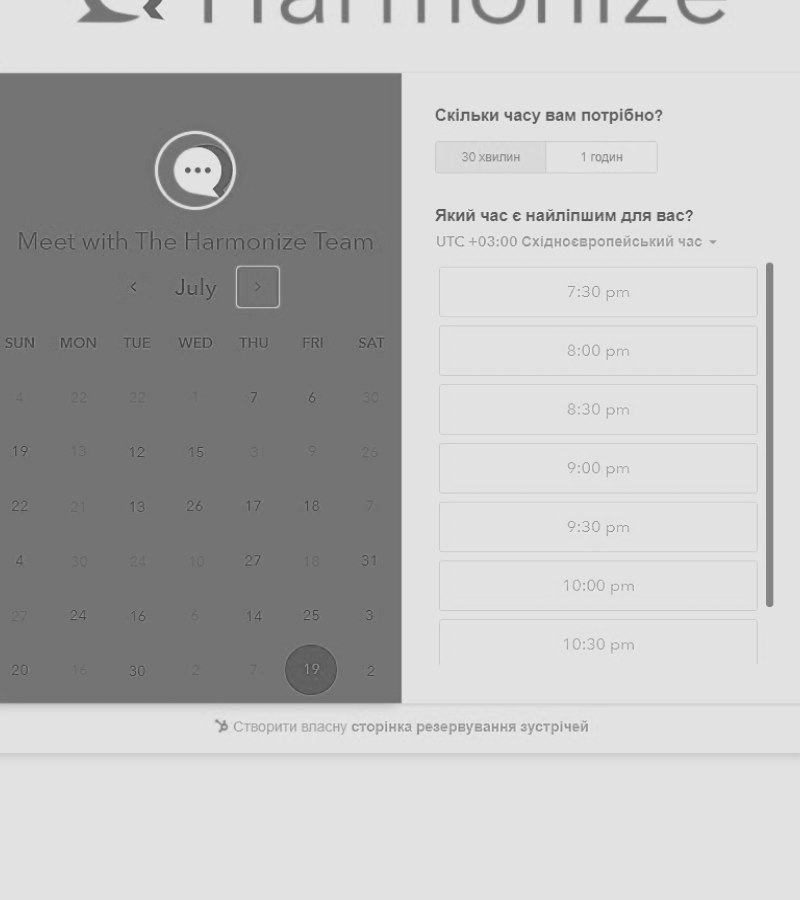 Harmonize
Meet with The Harmonize Team
July
SUN MON TUE WED THU FRI SAT
4 22 22 1 7 6 30
19 13 12 15 3 9 26
22 21 13 26 17 18 7
4 30 24 10 27 18 31
27 24 16 6 14 25 3
20 16 30 2 7 19 2
Скільки часу вам потрібно?
30 хвилин 1 годин
Який час є найліпшим для вас?
UTC +03:00 Східноєвропейський час
7:30 pm
8:00 pm
8:30 pm
9:00 pm
9:30 pm
10:00 pm
10:30 pm
Створити власну сторінка резервування зустрічей